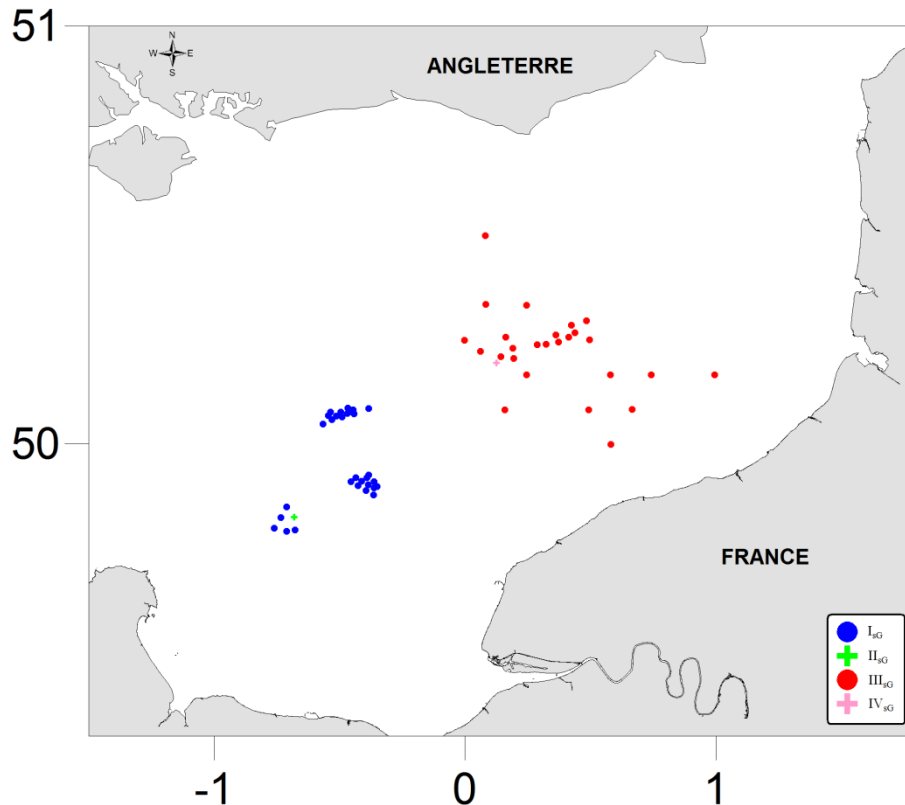 51
N
W E
S
ANGLETERRE
50
FRANCE
I_sG
II_sG
III_sG
IV_sG
-1 0 1